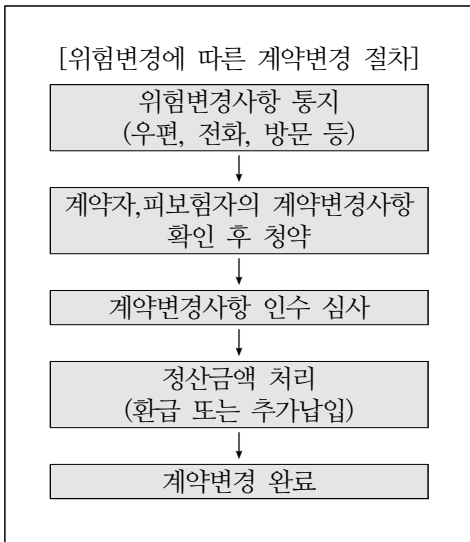 [위험변경에 따른 계약변경 절차]
위험변경사항 통지
(우편, 전화, 방문 등)
계약자,피보험자의 계약변경사항
확인 후 청약
계약변경사항 인수 심사
정산금액 처리
(환급 또는 추가납입)
계약변경 완료